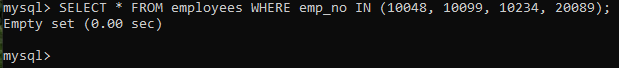 mysql> SELECT * FROM employees WHERE emp_no IN (10048, 10099, 10234, 20089);
Empty set (0.00 sec)
mysql>